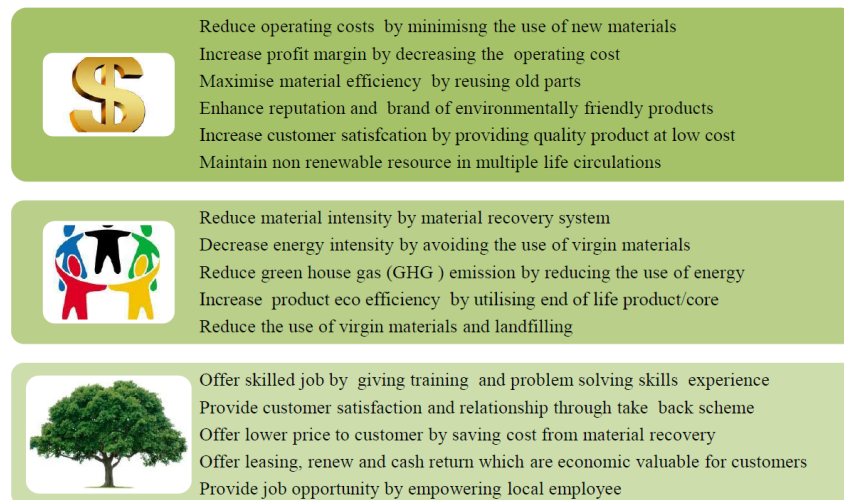 Reduce operating costs by minimisng the use of new materials
Increase profit margin by decreasing the operating cost
Maximise material efficiency by reusing old parts
Enhance reputation and brand of environmentally friendly products
Increase customer satisfcation by providing quality product at low cost
Maintain non renewable resource in multiple life circulations
Reduce material intensity by material recovery system
Decrease energy intensity by avoiding the use of virgin materials
Reduce green house gas (GHG ) emission by reducing the use of energy
Increase product eco efficiency by utilising end of life product/core
Reduce the use of virgin materials and landfilling
Offer skilled job by giving training and problem solving skills experience
Provide customer satisfaction and relationship through take back scheme
Offer lower price to customer by saving cost from material recovery
Offer leasing, renew and cash return which are economic valuable for customers
Provide job opportunity by empowering local employee